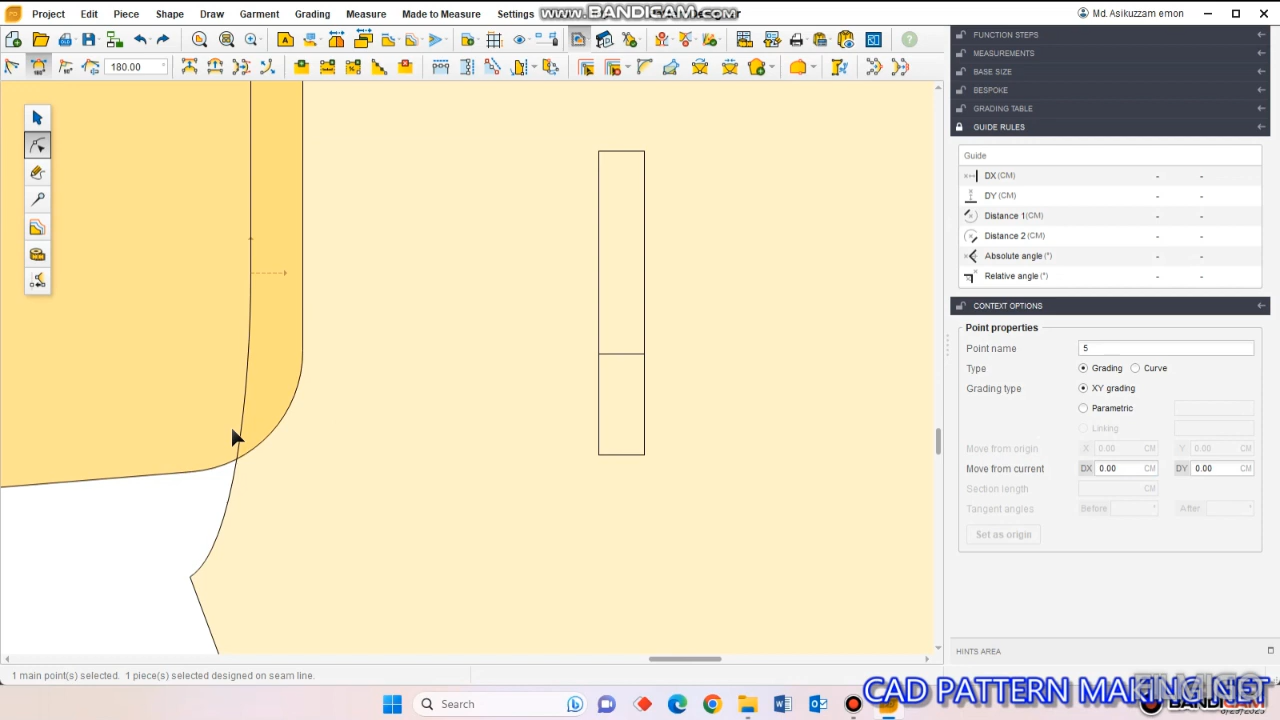 Project Edit Piece Shape Draw Garment Grading Measure Made to Measure Settings
www.BANDICAM.com
Md. Asikuzzam emon
180.00
FUNCTION STEPS
MEASUREMENTS
BASE SIZE
BESPOKE
GRADING TABLE
GUIDE RULES
Guide
DX (CM) - -
DY (CM) - -
Distance 1(CM) - -
Distance 2 (CM) - -
Absolute angle (°) - -
Relative angle (°) - -
CONTEXT OPTIONS
Point properties
Point name 5
Type Grading Curve
Grading type XY grading
Parametric
Linking
Move from origin X 0.00 CM Y 0.00 CM
Move from current DX 0.00 CM DY 0.00 CM
Section length CM
Tangent angles Before ° After °
Set as origin
HINTS AREA
1 main point(s) selected. 1 piece(s) selected designed on seam line.
Search
CAD PATTERN MAKING.NET
BANDICAM